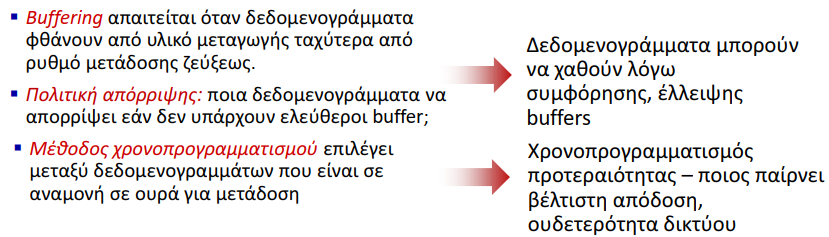 ▪ Buffering απαιτείται όταν δεδομενογράμματα
φθάνουν από υλικό μεταγωγής ταχύτερα από
ρυθμό μετάδοσης ζεύξεως.
▪ Πολιτική απόρριψης: ποια δεδομενογράμματα να
απορρίψει εάν δεν υπάρχουν ελεύθεροι buffer;
▪ Μέθοδος χρονοπρογραμματισμού επιλέγει
μεταξύ δεδομενογραμμάτων που είναι σε
αναμονή σε ουρά για μετάδοση
Δεδομενογράμματα μπορούν
να χαθούν λόγω
συμφόρησης, έλλειψης
buffers
Χρονοπρογραμματισμός
προτεραιότητας – ποιος παίρνει
βέλτιστη απόδοση,
ουδετερότητα δικτύου